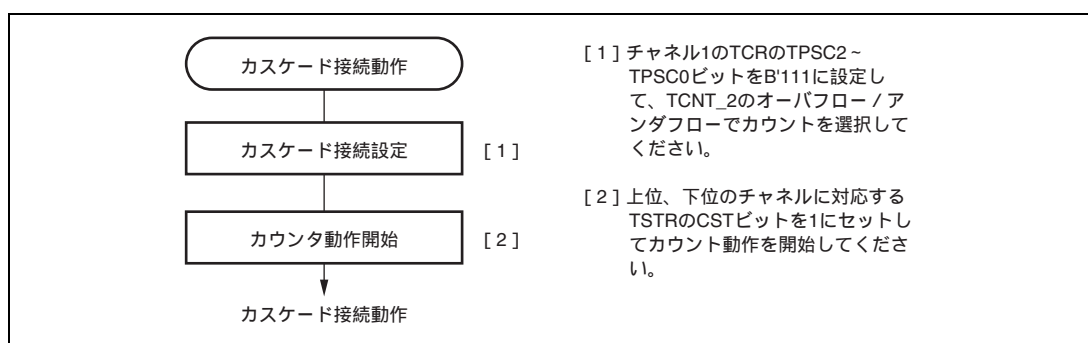 カスケード接続動作
カスケード接続設定 [1]
カウンタ動作開始 [2]
カスケード接続動作
[1] チャネル1のTCRのTPSC2~
TPSC0ビットをB'111に設定し
て、TCNT_2のオーバフロー / ア
ンダフローでカウントを選択して
ください。
[2] 上位、下位のチャネルに対応する
TSTRのCSTビットを1にセットし
てカウント動作を開始してくださ
い。